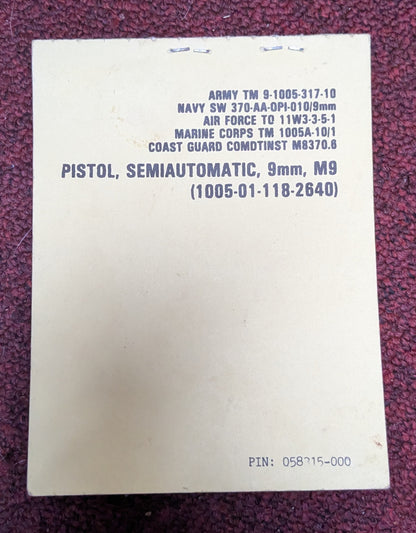 ARMY TM 9-1005-317-10
NAVY SW 370-AA-OPI-010/9mm
AIR FORCE TO 11W3-3-5-1
MARINE CORPS TM 1005A-10/1
COAST GUARD COMDTINST M8370.6
PISTOL, SEMIAUTOMATIC, 9mm, M9
(1005-01-118-2640)
PIN: